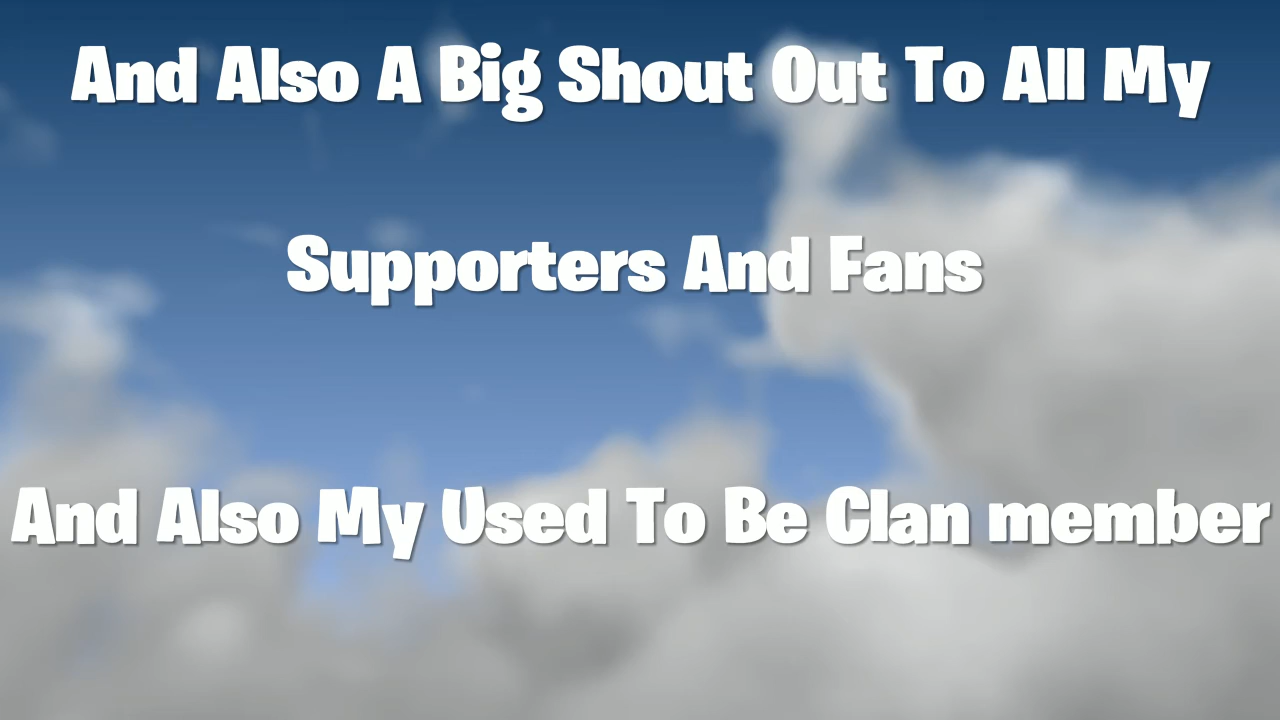 And Also A Big Shout Out To All My
Supporters And Fans
And Also My Used To Be Clan member